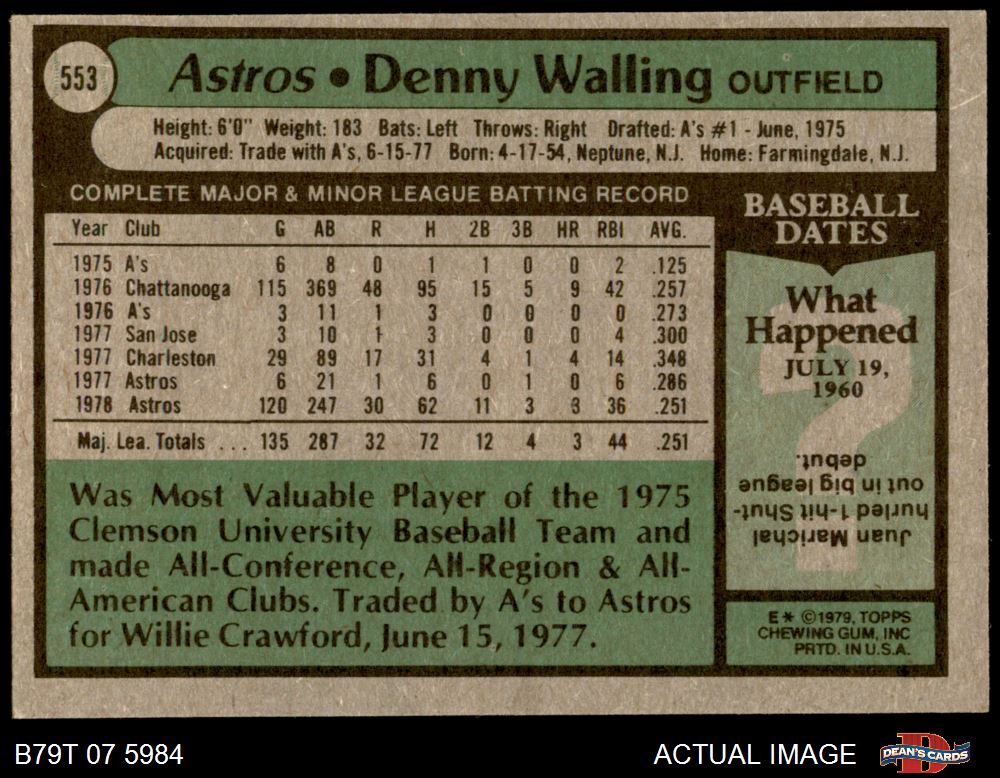 553
Astros • Denny Walling OUTFIELD
Height: 6'0" Weight: 183 Bats: Left Throws: Right Drafted: A's #1 - June, 1975
Acquired: Trade with A's, 6-15-77 Born: 4-17-54, Neptune, N.J. Home: Farmingdale, N.J.
COMPLETE MAJOR & MINOR LEAGUE BATTING RECORD
Year Club G AB R H 2B 3B HR RBI AVG.
1975 A's 6 8 0 1 1 0 0 2 .125
1976 Chattanooga 115 369 48 95 15 5 9 42 .257
1976 A's 3 11 1 3 0 0 0 0 .273
1977 San Jose 3 10 1 3 0 0 0 4 .300
1977 Charleston 29 89 17 31 4 1 4 14 .348
1977 Astros 6 21 1 6 0 1 0 6 .286
1978 Astros 120 247 30 62 11 3 3 36 .251
Maj. Lea. Totals ... 135 287 32 72 12 4 3 44 .251
Was Most Valuable Player of the 1975
Clemson University Baseball Team and
made All-Conference, All-Region & All-
American Clubs. Traded by A's to Astros
for Willie Crawford, June 15, 1977.
BASEBALL
DATES
What
Happened
JULY 19,
1960
Juan Marichal
hurled 1-hit Shut-
out in big league
debut.
E* ©1979, TOPPS
CHEWING GUM, INC
PRTD. IN U.S.A.
B79T 07 5984
ACTUAL IMAGE
DEAN'S CARDS